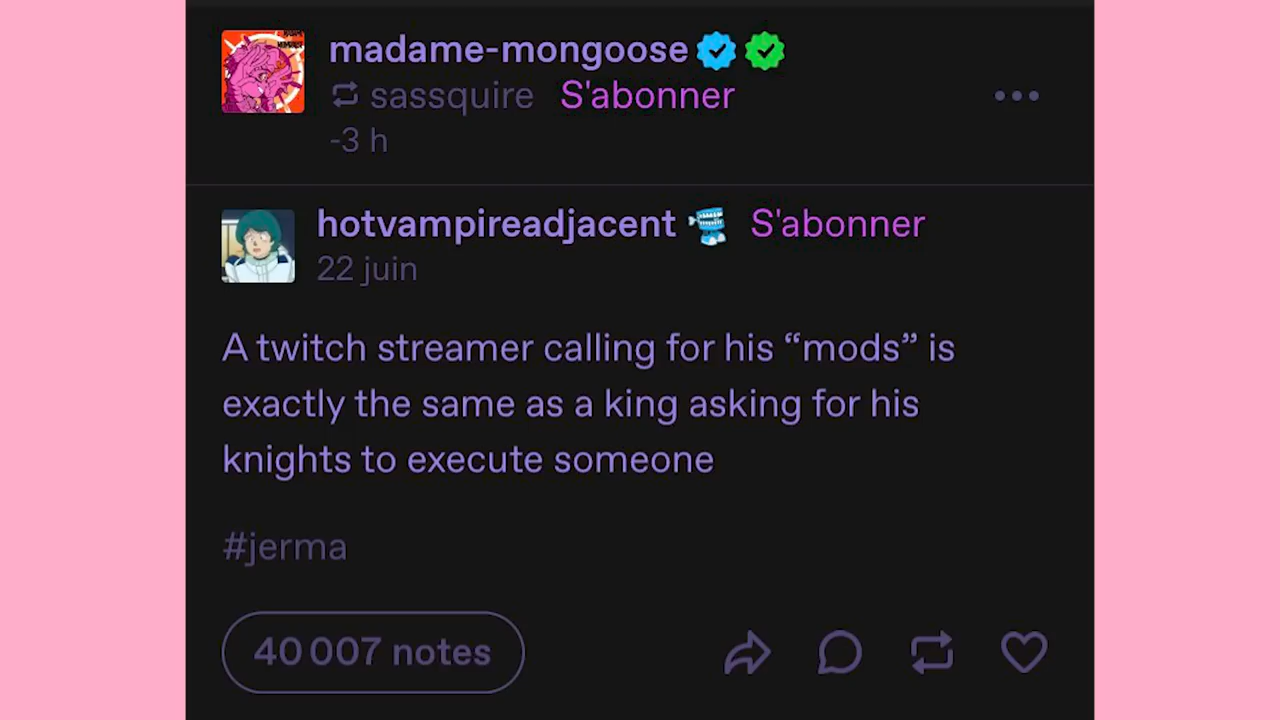 madame-mongoose
sassquire S'abonner
-3 h
hotvampireadjacent S'abonner
22 juin
A twitch streamer calling for his “mods” is
exactly the same as a king asking for his
knights to execute someone
#jerma
40 007 notes